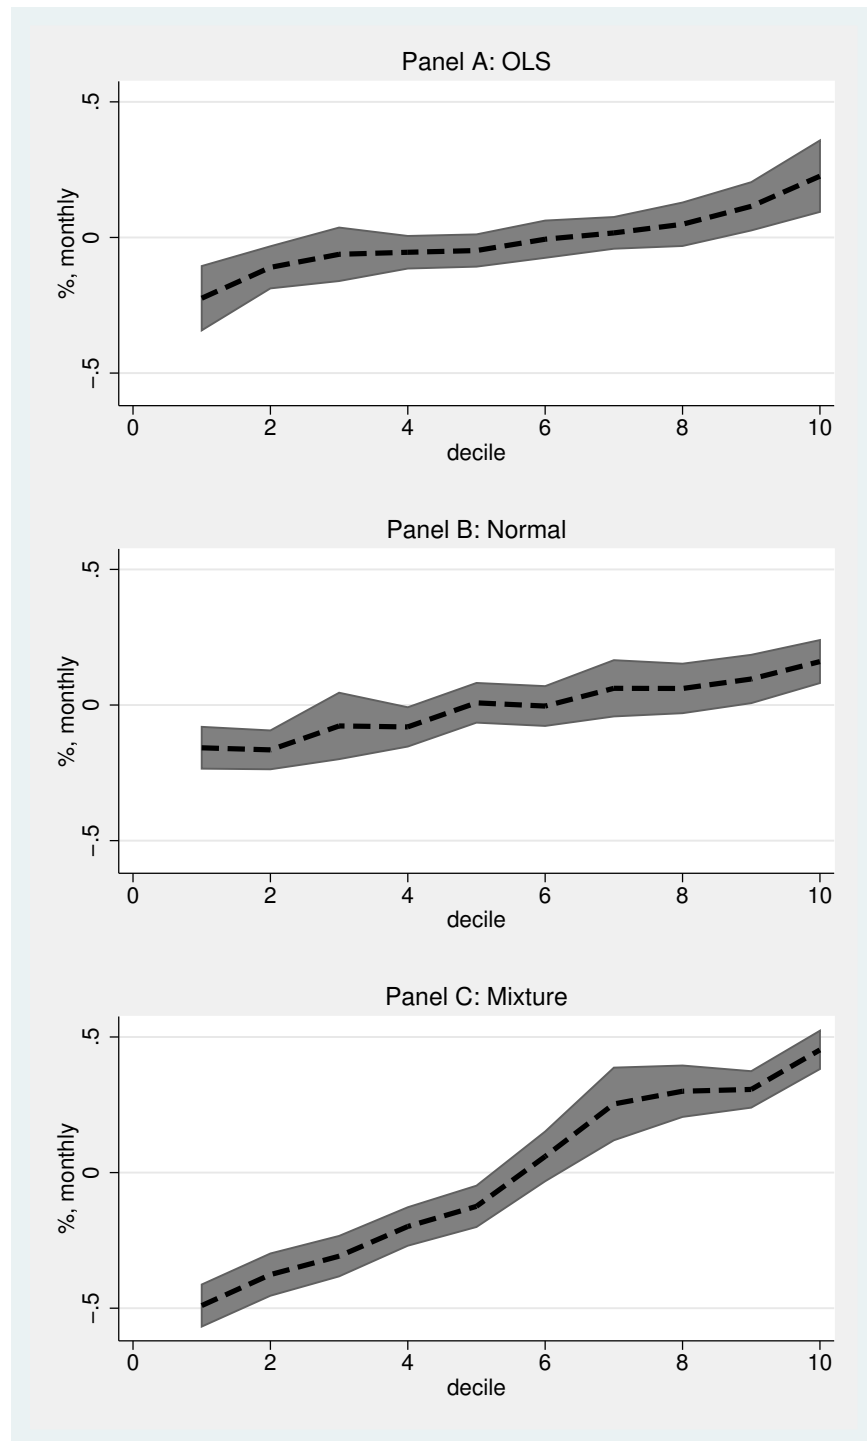 Panel A: OLS
%, monthly
.5
0
−.5
0 2 4 6 8 10
decile
Panel B: Normal
%, monthly
.5
0
−.5
0 2 4 6 8 10
decile
Panel C: Mixture
%, monthly
.5
0
−.5
0 2 4 6 8 10
decile